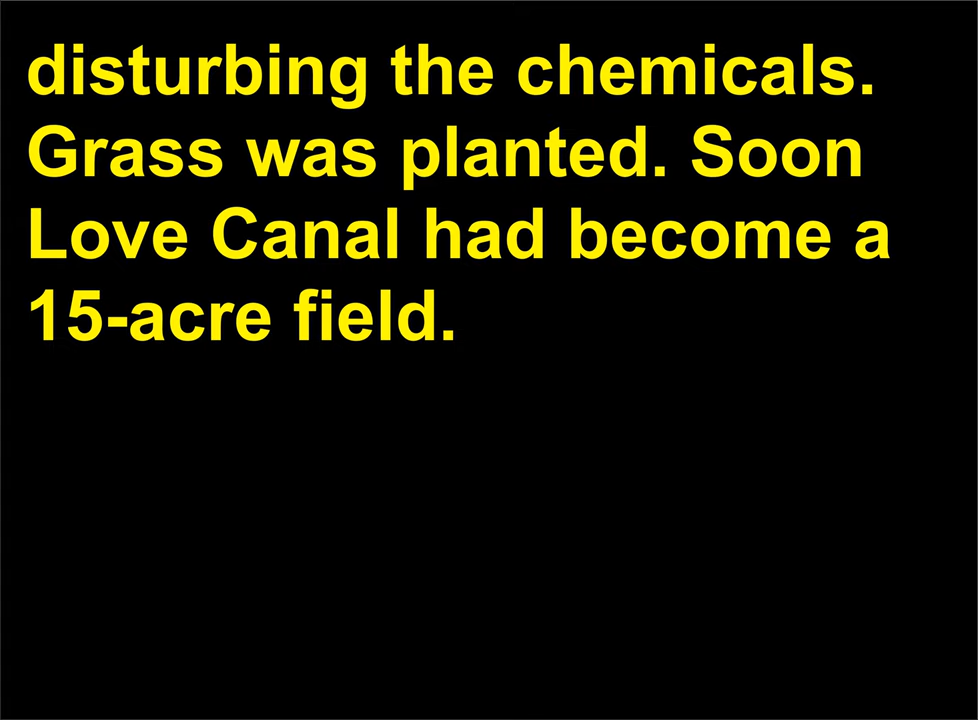 disturbing the chemicals.
Grass was planted. Soon
Love Canal had become a
15-acre field.